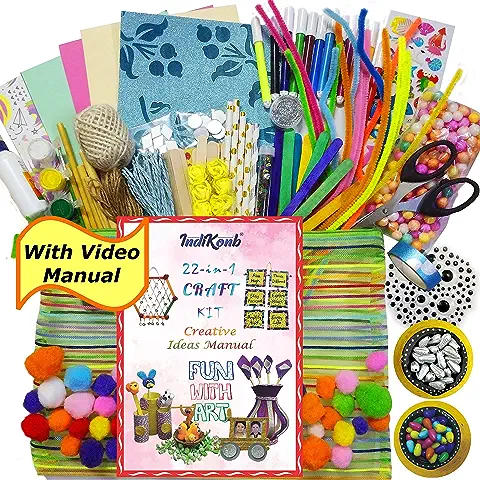 With Video
Manual
IndiKonb
22-in-1
CRAFT
KIT
Creative
Ideas Manual
FUN
WITH
ART